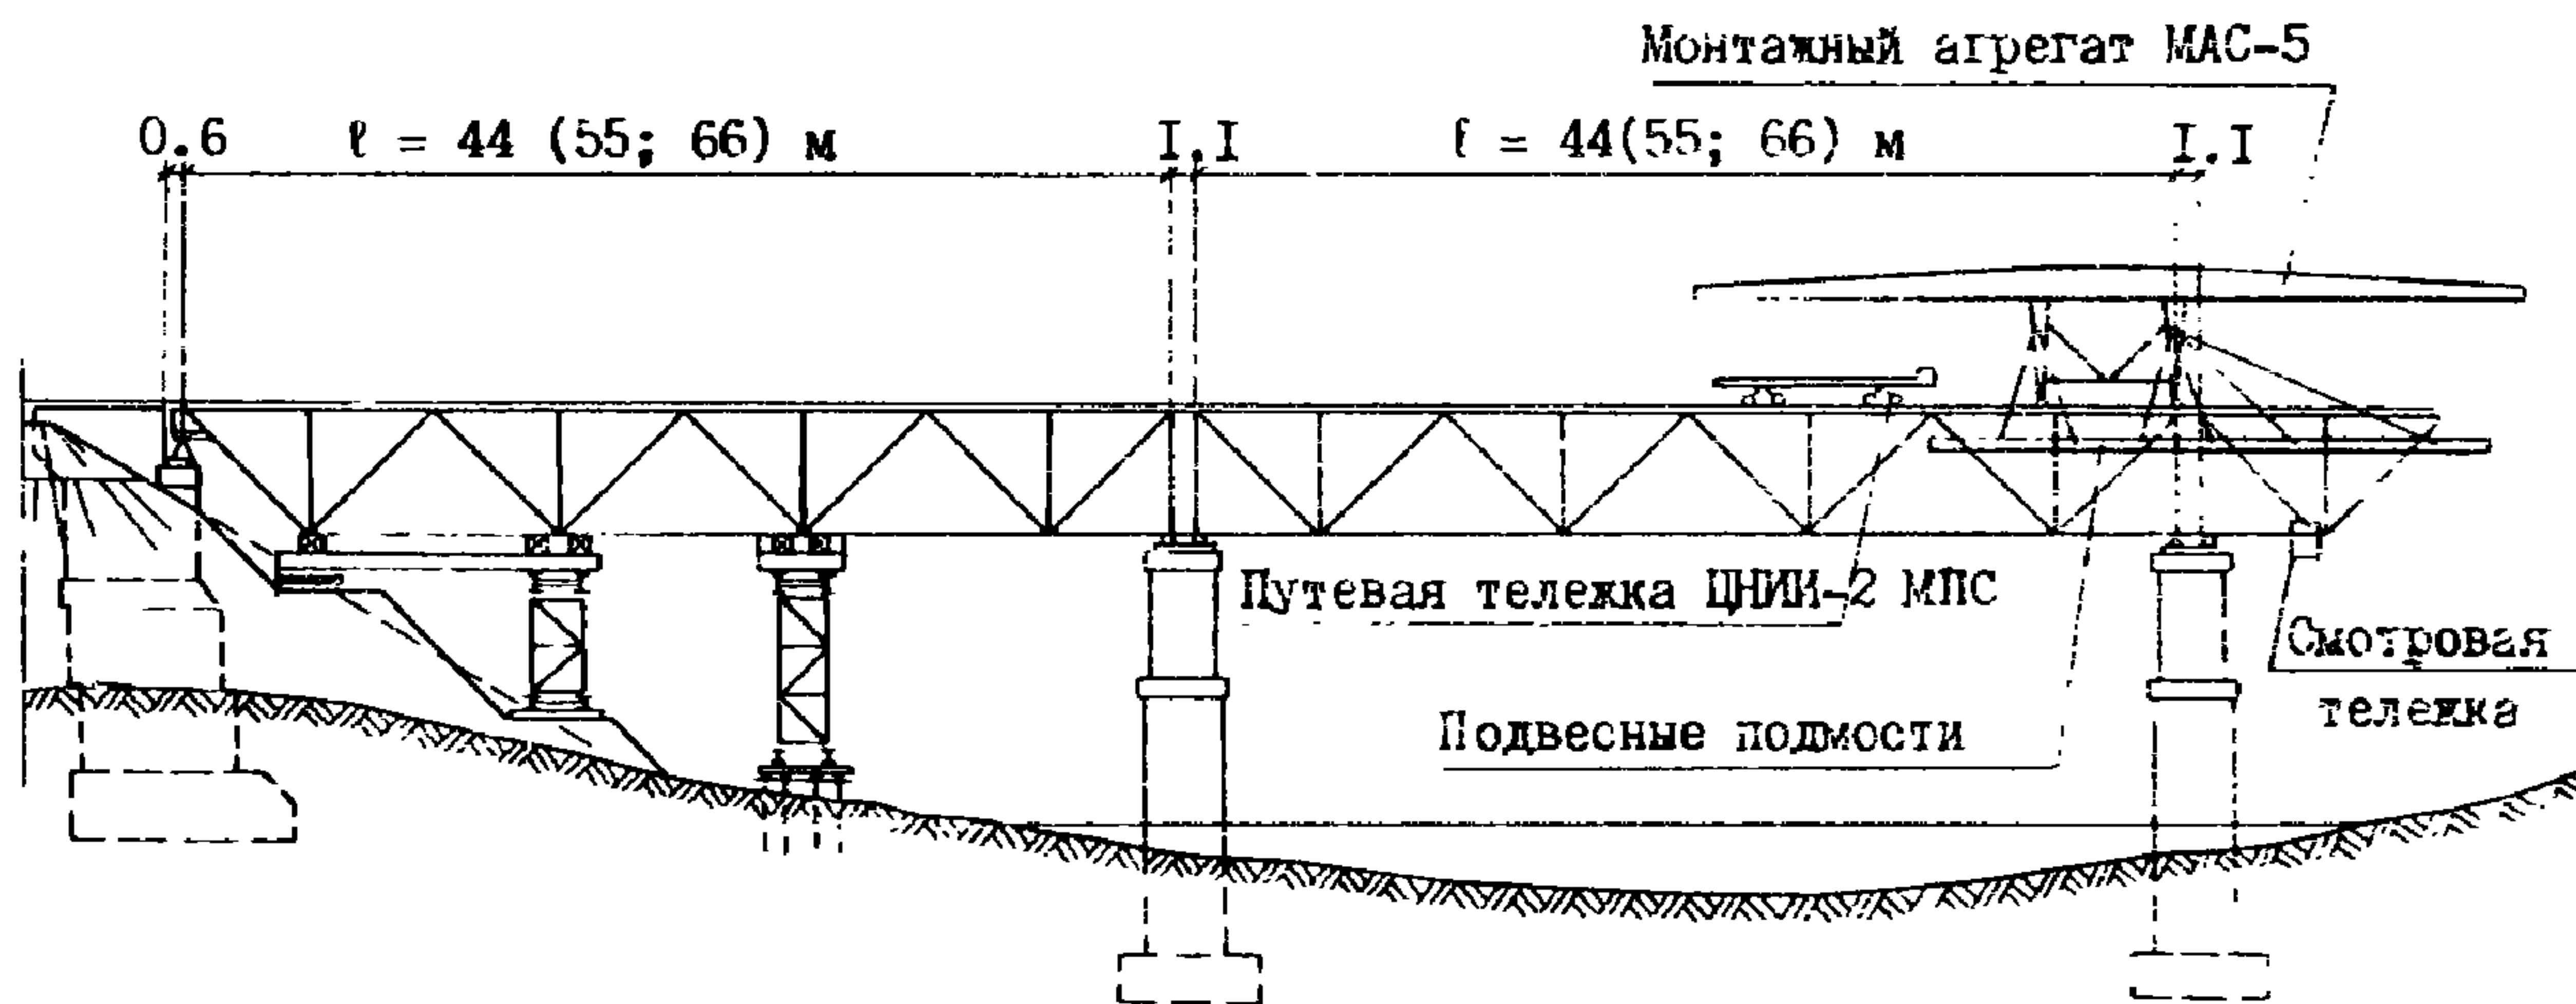 Монтажный агрегат МАС-5
0.6
ℓ = 44 (55; 66) м
I.I
ℓ = 44(55; 66) м
I.I
Путевая тележка ЦНИИ-2 МПС
Смотровая
тележка
Подвесные подмости